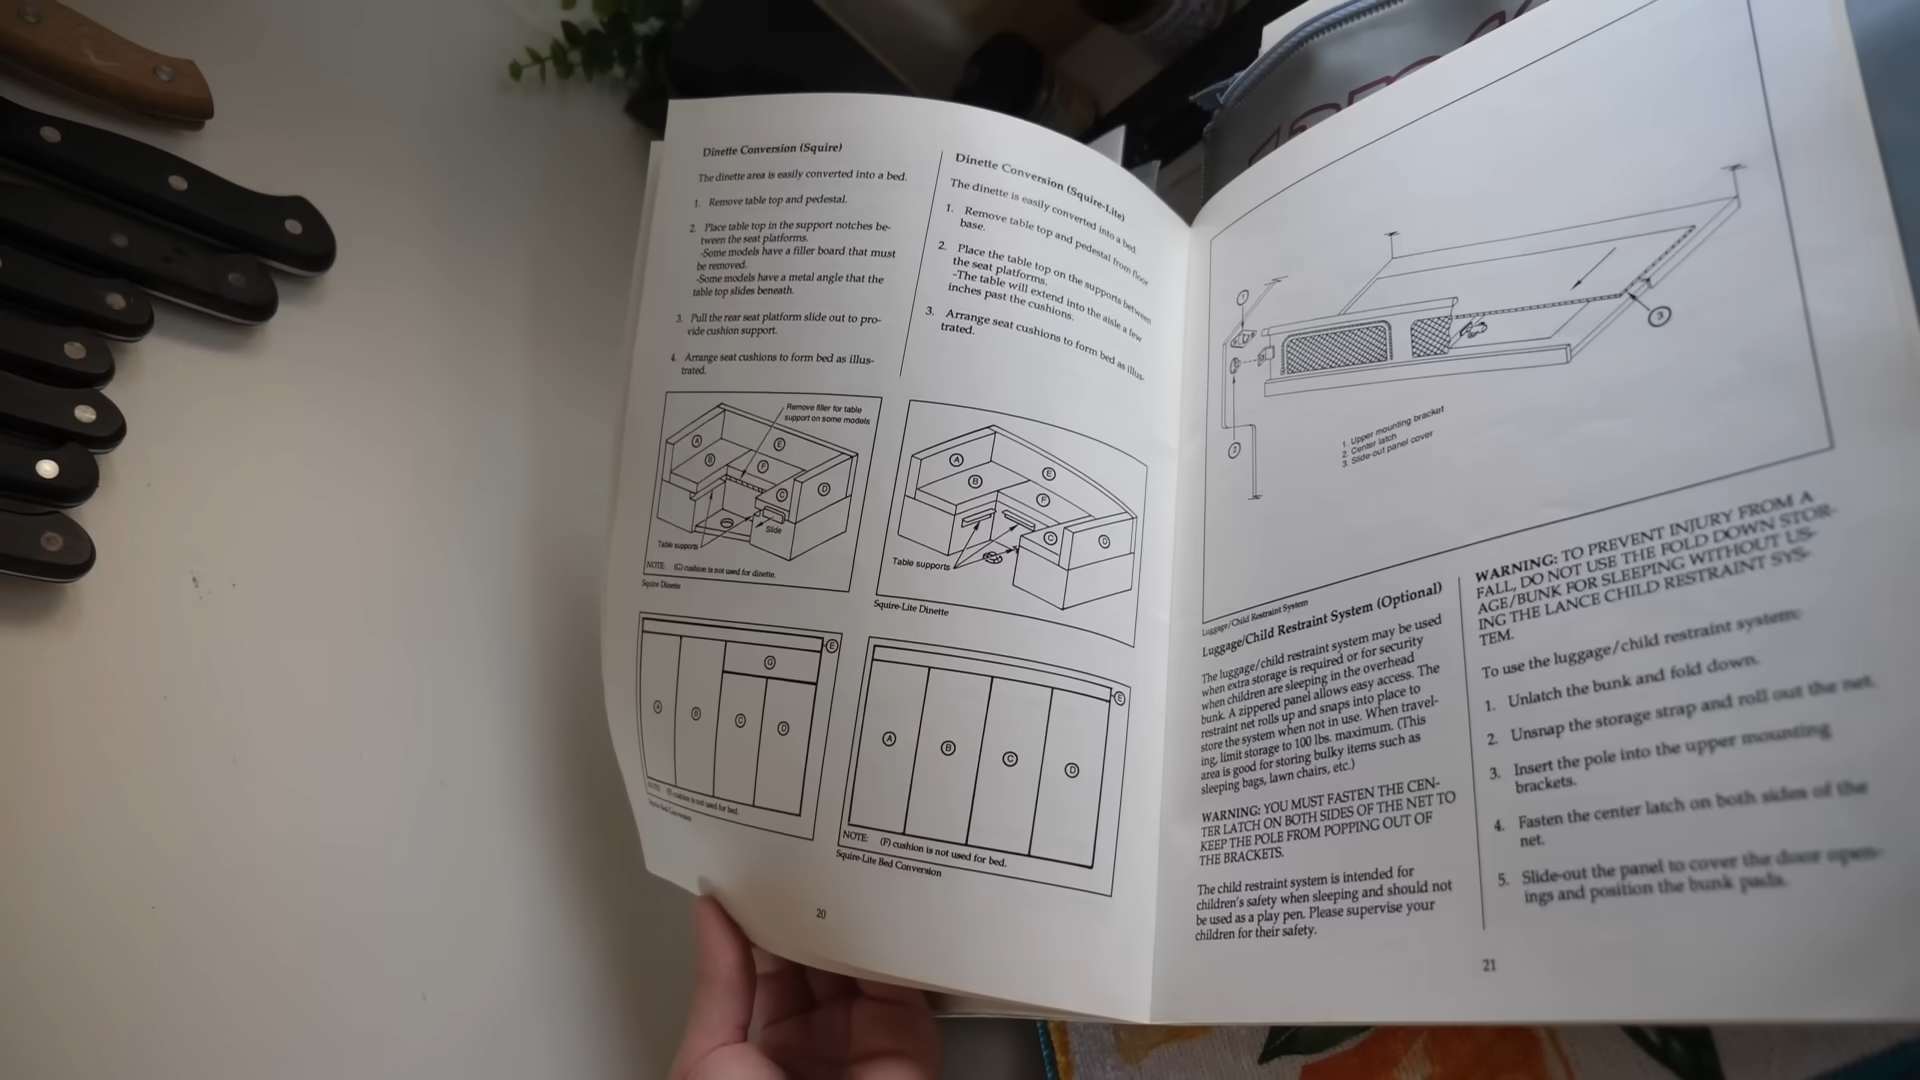 Dinette Conversion (Squire)
The dinette area is easily converted into a bed.
1. Remove table top and pedestal.
2. Place table top in the support notches be-
tween the seat platforms.
-Some models have a filler board that must
be removed.
-Some models have a metal angle that the
table top slides beneath.
3. Pull the rear seat platform slide out to pro-
vide cushion support.
4. Arrange seat cushions to form bed as illus-
trated.
Remove filler for table
support on some models
A
B
E
F
C
D
Slide
Table supports
NOTE: (G) cushion is not used for dinette.
Squire Dinette
E
G
A
B
C
D
NOTE: (F) cushion is not used for bed.
Squire Bed Conversion
Dinette Conversion (Squire-Lite)
The dinette is easily converted into a bed.
1. Remove table top and pedestal from floor
base.
2. Place the table top on the supports between
the seat platforms.
-The table will extend into the aisle a few
inches past the cushions.
3. Arrange seat cushions to form bed as illus-
trated.
A
B
E
F
C
D
Table supports
Squire-Lite Dinette
E
A
B
C
D
NOTE: (F) cushion is not used for bed.
Squire-Lite Bed Conversion
20
1
2
3
1. Upper mounting bracket
2. Center latch
3. Slide-out panel cover
Luggage/Child Restraint System
Luggage/Child Restraint System (Optional)
The luggage/child restraint system may be used
when extra storage is required or for security
when children are sleeping in the overhead
bunk. A zippered panel allows easy access. The
restraint net rolls up and snaps into place to
store the system when not in use. When travel-
ing, limit storage to 100 lbs. maximum. (This
area is good for storing bulky items such as
sleeping bags, lawn chairs, etc.)
WARNING: YOU MUST FASTEN THE CEN-
TER LATCH ON BOTH SIDES OF THE NET TO
KEEP THE POLE FROM POPPING OUT OF
THE BRACKETS.
The child restraint system is intended for
children's safety when sleeping and should not
be used as a play pen. Please supervise your
children for their safety.
WARNING: TO PREVENT INJURY FROM A
FALL, DO NOT USE THE FOLD DOWN STOR-
AGE/BUNK FOR SLEEPING WITHOUT US-
ING THE LANCE CHILD RESTRAINT SYS-
TEM.
To use the luggage/child restraint system:
1. Unlatch the bunk and fold down.
2. Unsnap the storage strap and roll out the net.
3. Insert the pole into the upper mounting
brackets.
4. Fasten the center latch on both sides of the
net.
5. Slide-out the panel to cover the door open-
ings and position the bunk pads.
21